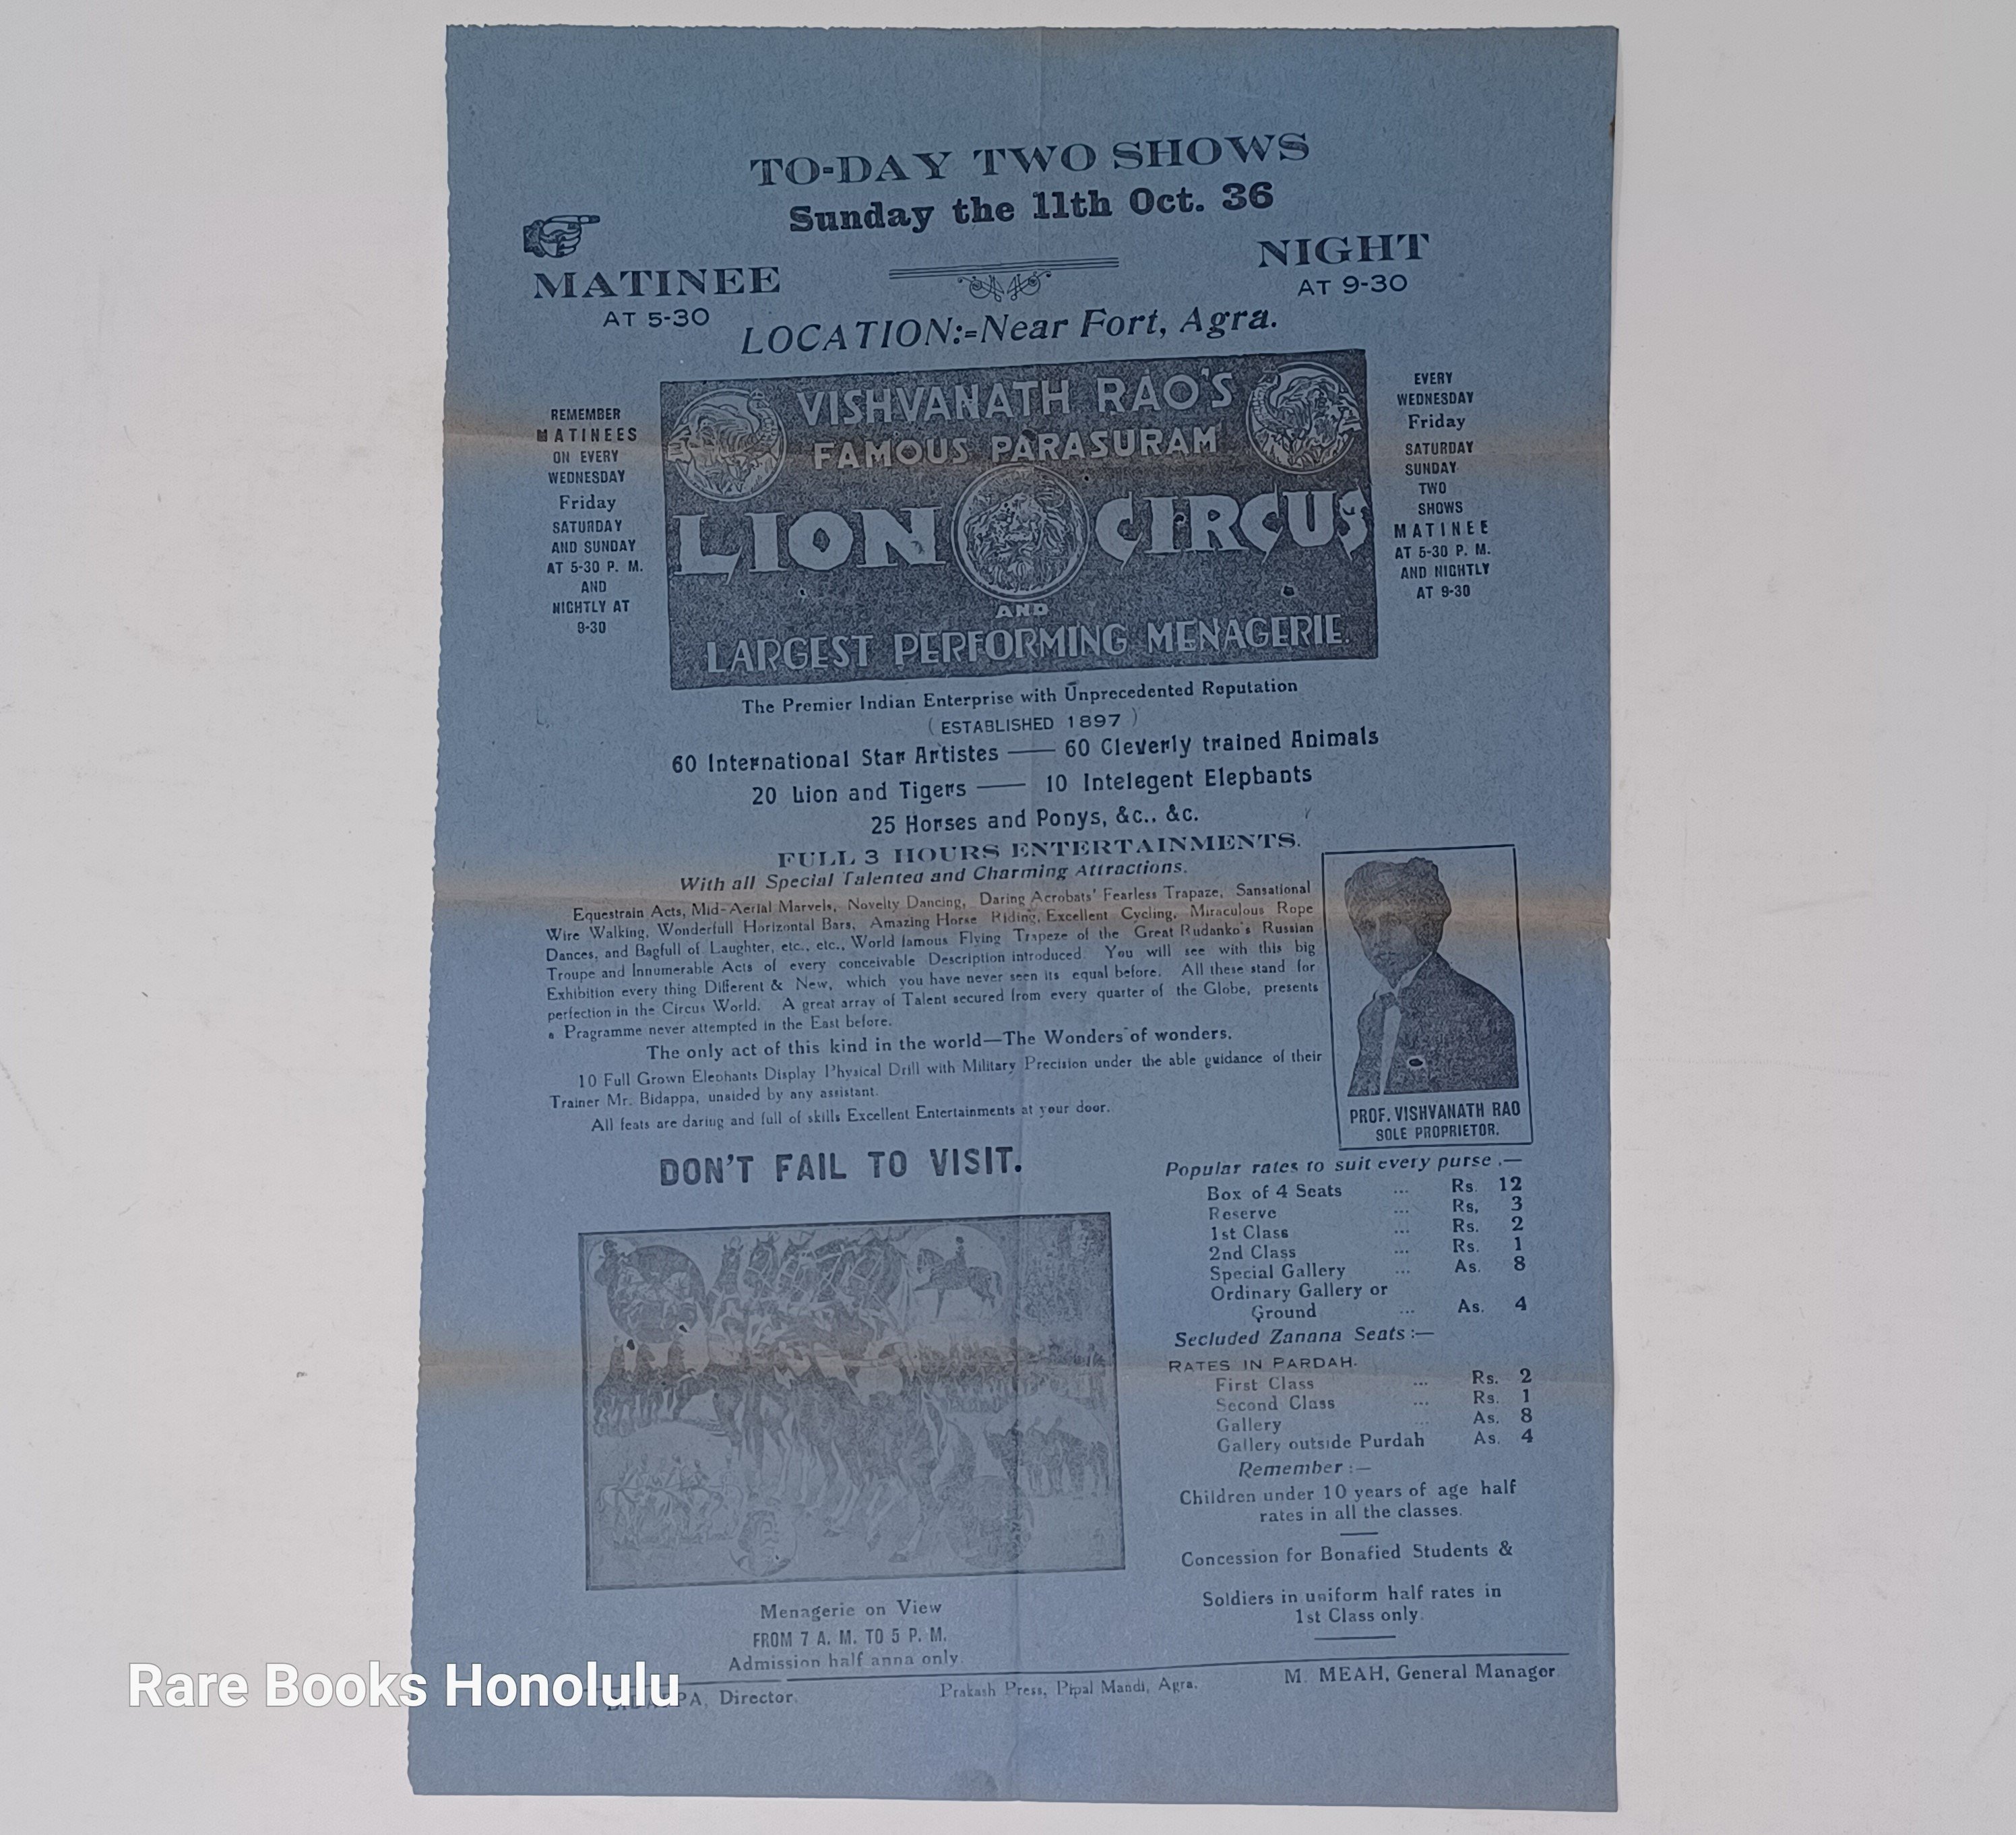 TO-DAY TWO SHOWS
Sunday the 11th Oct. 36
MATINEE
AT 5-30
NIGHT
AT 9-30
LOCATION:=Near Fort, Agra.
REMEMBER
MATINEES
ON EVERY
WEDNESDAY
Friday
SATURDAY
AND SUNDAY
AT 5-30 P. M.
AND
NIGHTLY AT
9-30
VISHVANATH RAO'S
FAMOUS PARASURAM
LION CIRCUS
AND
LARGEST PERFORMING MENAGERIE.
EVERY
WEDNESDAY
Friday
SATURDAY
SUNDAY
TWO
SHOWS
MATINEE
AT 5-30 P. M.
AND NIGHTLY
AT 9-30
The Premier Indian Enterprise with Unprecedented Reputation
(ESTABLISHED 1897)
60 International Star Artistes —— 60 Cleverly trained Animals
20 Lion and Tigers —— 10 Intelegent Elephants
25 Horses and Ponys, &c., &c.
FULL 3 HOURS ENTERTAINMENTS.
With all Special Talented and Charming Attractions.
Equestrain Acts, Mid-Aerial Marvels, Novelty Dancing, Daring Acrobats' Fearless Trapaze, Sansational
Wire Walking, Wonderfull Horizontal Bars, Amazing Horse Riding, Excellent Cycling, Miraculous Rope
Dances, and Bagfull of Laughter, etc., etc., World famous Flying Trapeze of the Great Rudanko's Russian
Troupe and Innumerable Acts of every conceivable Description introduced. You will see with this big
Exhibition every thing Different & New, which you have never seen its equal before. All these stand for
perfection in the Circus World. A great array of Talent secured from every quarter of the Globe, presents
a Pragramme never attempted in the East before.
The only act of this kind in the world—The Wonders of wonders.
10 Full Grown Elephants Display Physical Drill with Military Precision under the able guidance of their
Trainer Mr. Bidappa, unaided by any assistant.
All feats are daring and full of skills Excellent Entertainments at your door.
PROF. VISHVANATH RAO
SOLE PROPRIETOR.
DON'T FAIL TO VISIT.
Popular rates to suit every purse.—
Box of 4 Seats ... Rs. 12
Reserve ... Rs, 3
1st Class ... Rs. 2
2nd Class ... Rs. 1
Special Gallery ... As. 8
Ordinary Gallery or
Ground ... As. 4
Secluded Zanana Seats:—
RATES IN PARDAH.
First Class ... Rs. 2
Second Class ... Rs. 1
Gallery ... As. 8
Gallery outside Purdah As. 4
Remember:—
Children under 10 years of age half
rates in all the classes.
Concession for Bonafied Students &
Soldiers in uniform half rates in
1st Class only.
Menagerie on View
FROM 7 A. M. TO 5 P. M.
Admission half anna only.
Director.
Prakash Press, Pipal Mandi, Agra.
M. MEAH, General Manager
Rare Books Honolulu